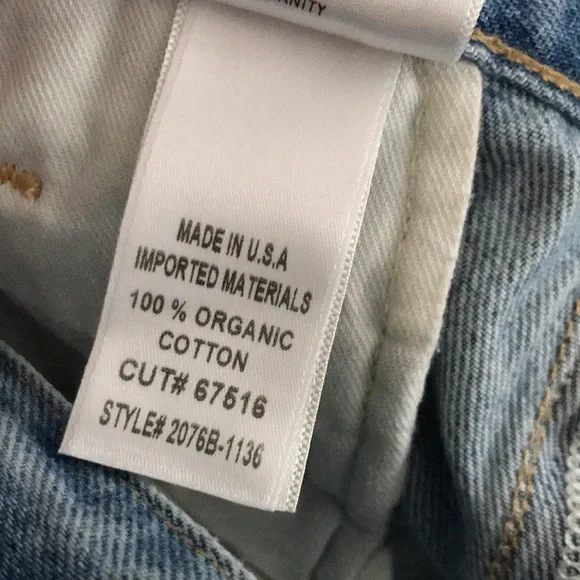 MADE IN U.S.A
IMPORTED MATERIALS
100 % ORGANIC
COTTON
CUT# 67516
STYLE# 2076B-1136